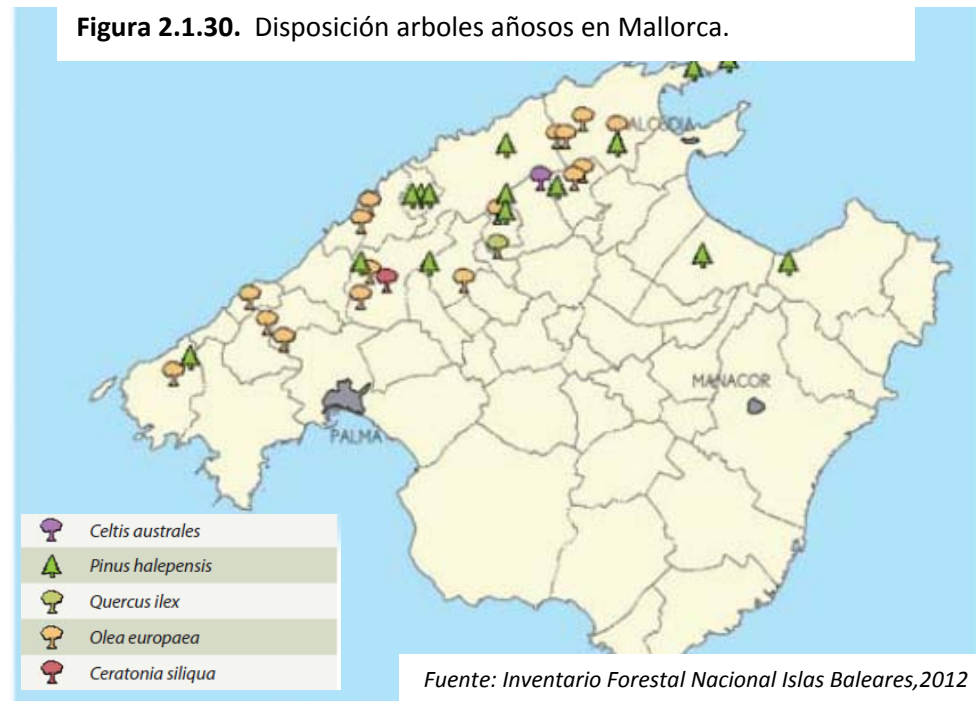 Figura 2.1.30. Disposición arboles añosos en Mallorca.
MANACOR
PALMA
Celtis australes
Pinus halepensis
Quercus ilex
Olea europaea
Ceratonia siliqua
Fuente: Inventario Forestal Nacional Islas Baleares,2012